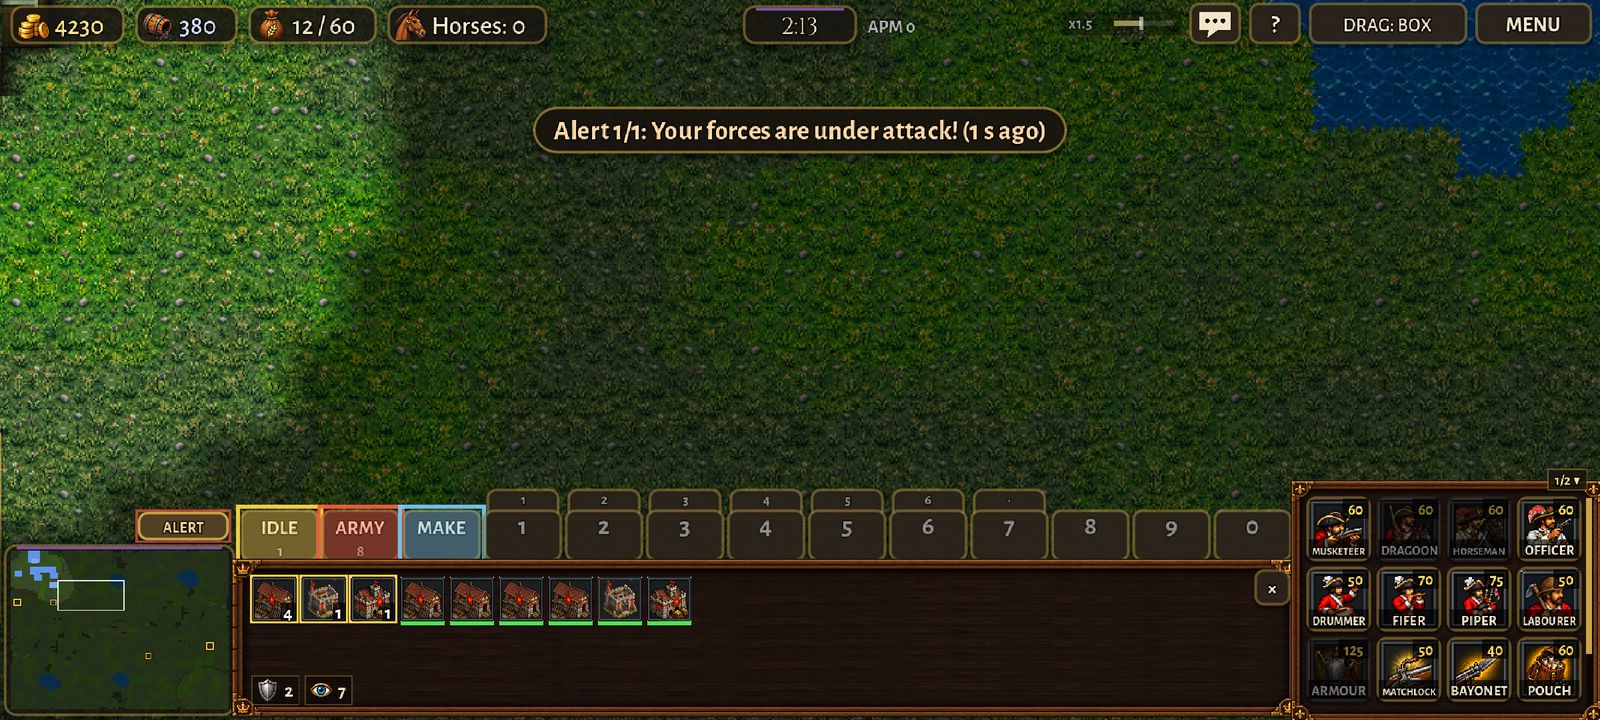 4230
380
12 / 60
Horses: 0
2:13
APM 0
x1.5
?
DRAG: BOX
MENU
Alert 1/1: Your forces are under attack! (1 s ago)
1/2 ▼
ALERT
IDLE
1
ARMY
8
MAKE
1 2 3 4 5 6 .
1 2 3 4 5 6 7 8 9 0
4 1 1
×
2
7
60 60 60 60
MUSKETEER DRAGOON HORSEMAN OFFICER
50 70 75 50
DRUMMER FIFER PIPER LABOURER
125 50 40 60
ARMOUR MATCHLOCK BAYONET POUCH